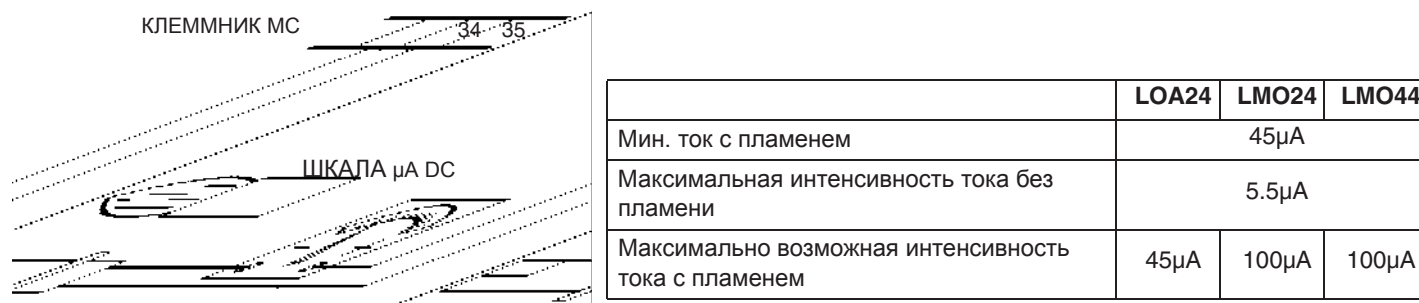 КЛЕММНИК МС 34 35
ШКАЛА µA DC
LOA24 LMO24 LMO44
Мин. ток с пламенем 45µA
Максимальная интенсивность тока без
пламени 5.5µA
Максимально возможная интенсивность
тока с пламенем 45µA 100µA 100µA